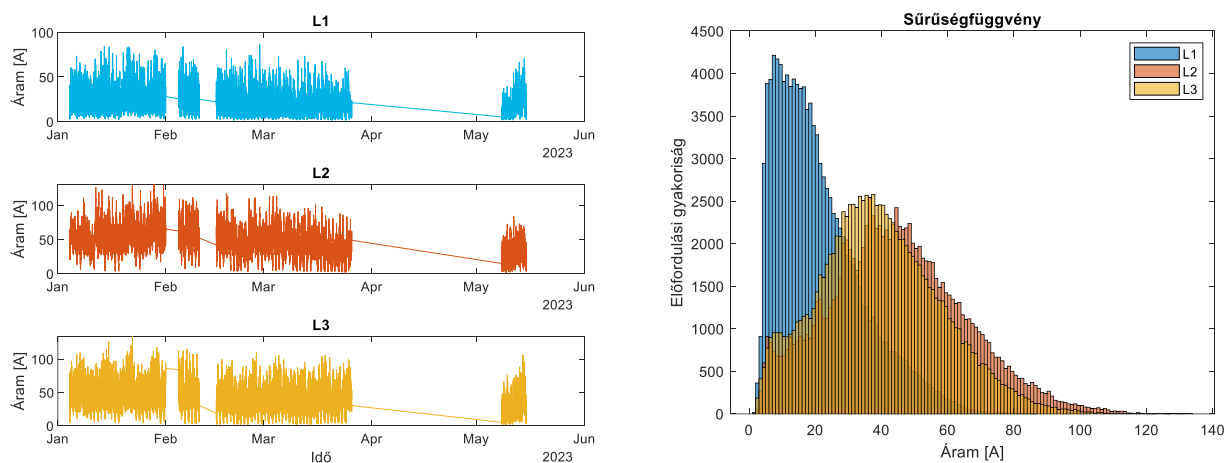 L1
Áram [A]
100
50
0
Jan
Feb
Mar
Apr
May
Jun
2023
L2
Áram [A]
100
50
0
Jan
Feb
Mar
Apr
May
Jun
2023
L3
Áram [A]
100
50
0
Jan
Feb
Mar
Apr
May
Jun
Idő
2023
Sűrűségfüggvény
Előfordulási gyakoriság
4500
4000
3500
3000
2500
2000
1500
1000
500
0
L1
L2
L3
0
20
40
60
80
100
120
140
Áram [A]